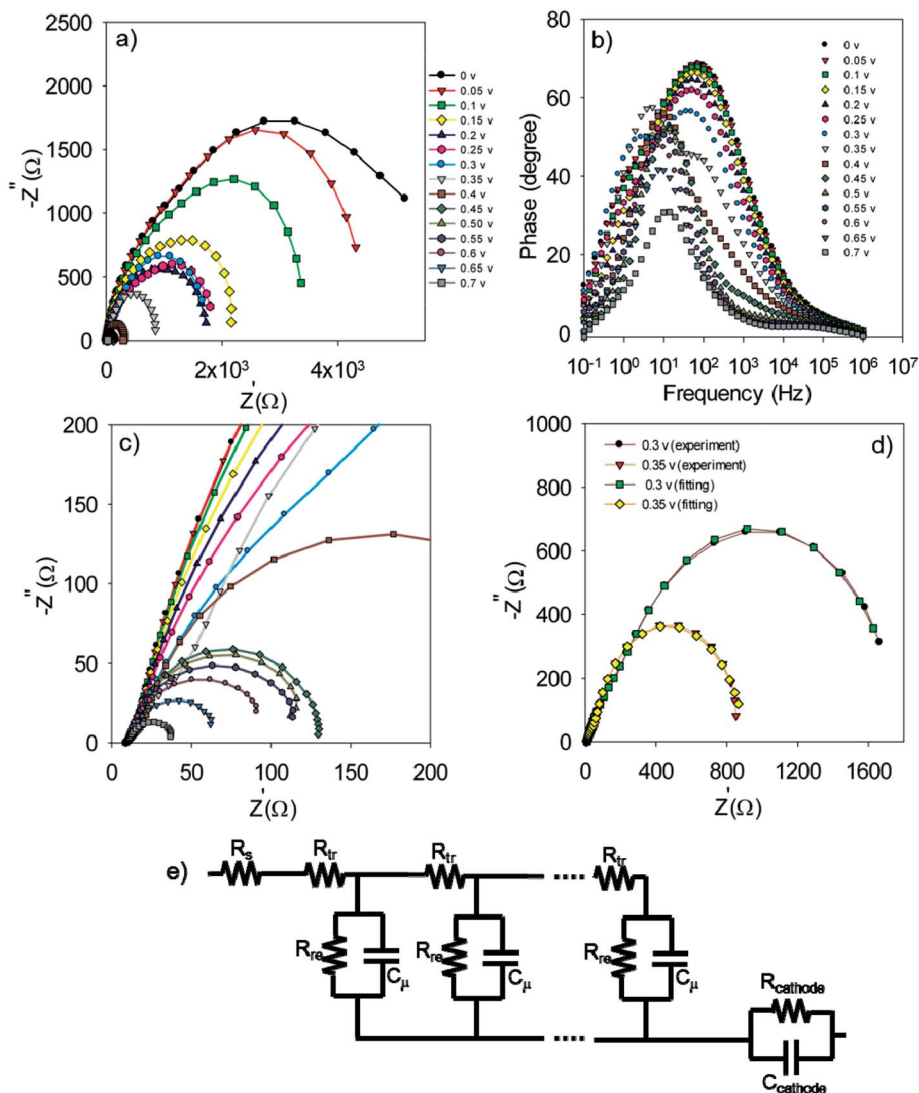 a)
2500
2000
1500
1000
500
0
-Z"(Ω)
0
2x10³
4x10³
Z'(Ω)
0 v
0.05 v
0.1 v
0.15 v
0.2 v
0.25 v
0.3 v
0.35 v
0.4 v
0.45 v
0.50 v
0.55 v
0.6 v
0.65 v
0.7 v
b)
80
60
40
20
0
Phase (degree)
10⁻¹ 10⁰ 10¹ 10² 10³ 10⁴ 10⁵ 10⁶ 10⁷
Frequency (Hz)
0 v
0.05 v
0.1 v
0.15 v
0.2 v
0.25 v
0.3 v
0.35 v
0.4 v
0.45 v
0.5 v
0.55 v
0.6 v
0.65 v
0.7 v
c)
200
150
100
50
0
-Z"(Ω)
0 50 100 150 200
Z'(Ω)
d)
1000
800
600
400
200
0
-Z"(Ω)
0 400 800 1200 1600
Z'(Ω)
0.3 v (experiment)
0.35 v (experiment)
0.3 v (fitting)
0.35 v (fitting)
e)
Rs Rtr Rtr Rtr
Rre Cμ Rre Cμ Rre Cμ
Rcathode
Ccathode